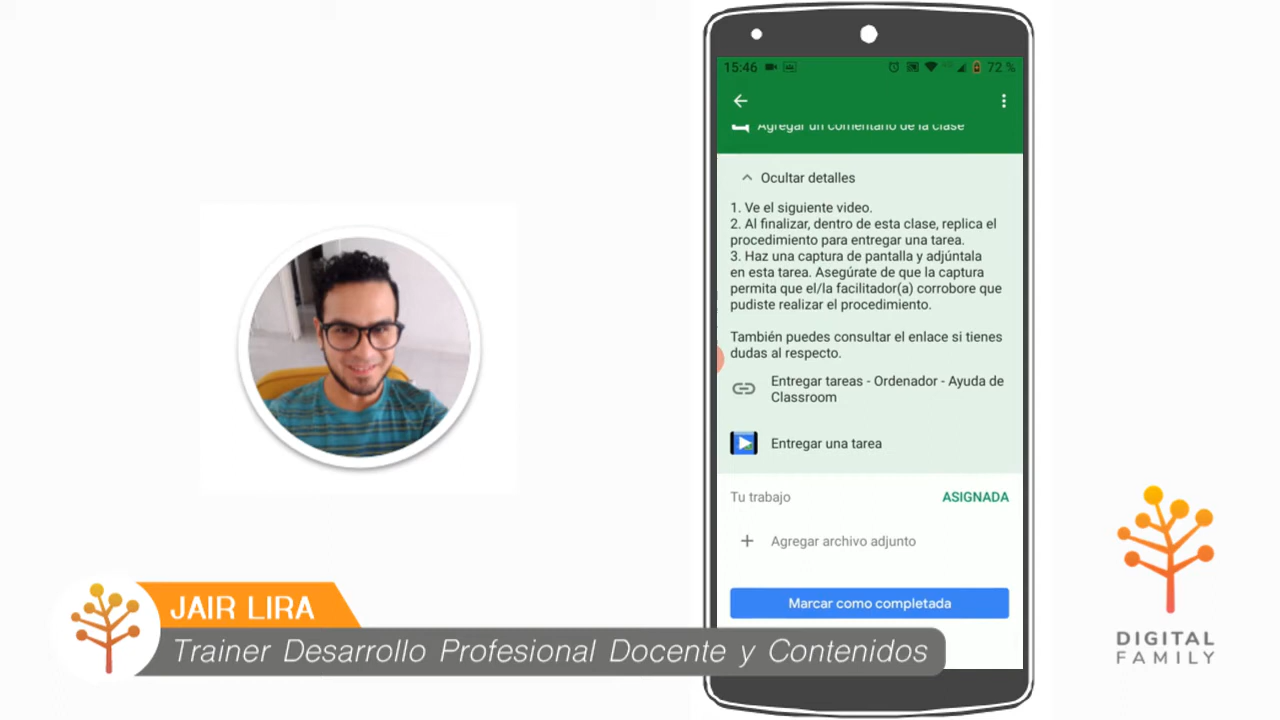 15:46
72 %
Agregar un comentario de la clase
Ocultar detalles
1. Ve el siguiente video.
2. Al finalizar, dentro de esta clase, replica el
procedimiento para entregar una tarea.
3. Haz una captura de pantalla y adjúntala
en esta tarea. Asegúrate de que la captura
permita que el/la facilitador(a) corrobore que
pudiste realizar el procedimiento.
También puedes consultar el enlace si tienes
dudas al respecto.
Entregar tareas - Ordenador - Ayuda de
Classroom
Entregar una tarea
Tu trabajo
ASIGNADA
Agregar archivo adjunto
Marcar como completada
JAIR LIRA
Trainer Desarrollo Profesional Docente y Contenidos
DIGITAL
FAMILY